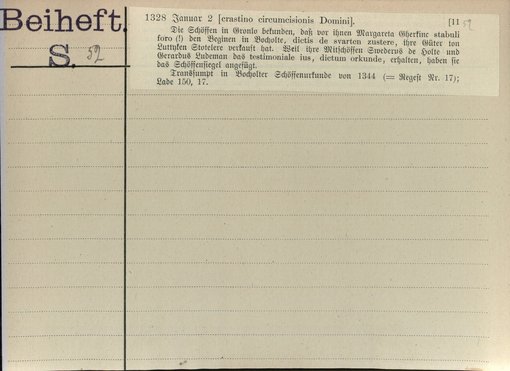 Beiheft.
S. 52
1328 Januar 2 [crastino circumcisionis Domini]. [11 52
Die Schöffen in Gronlo bekunden, daß vor ihnen Margareta Gherkinc stabuli
foro (!) den Beginen in Bocholte, dictis de svarten zustere, ihre Güter ton
Luttyken Stotelere verkauft hat. Weil ihre Mitschöffen Swederus de Holte und
Gerardus Ludeman das testimoniale ius, dictum orkunde, erhalten, haben sie
das Schöffensiegel angefügt.
Transsumpt in Bocholter Schöffenurkunde von 1344 (= Regest Nr. 17);
Lade 150, 17.